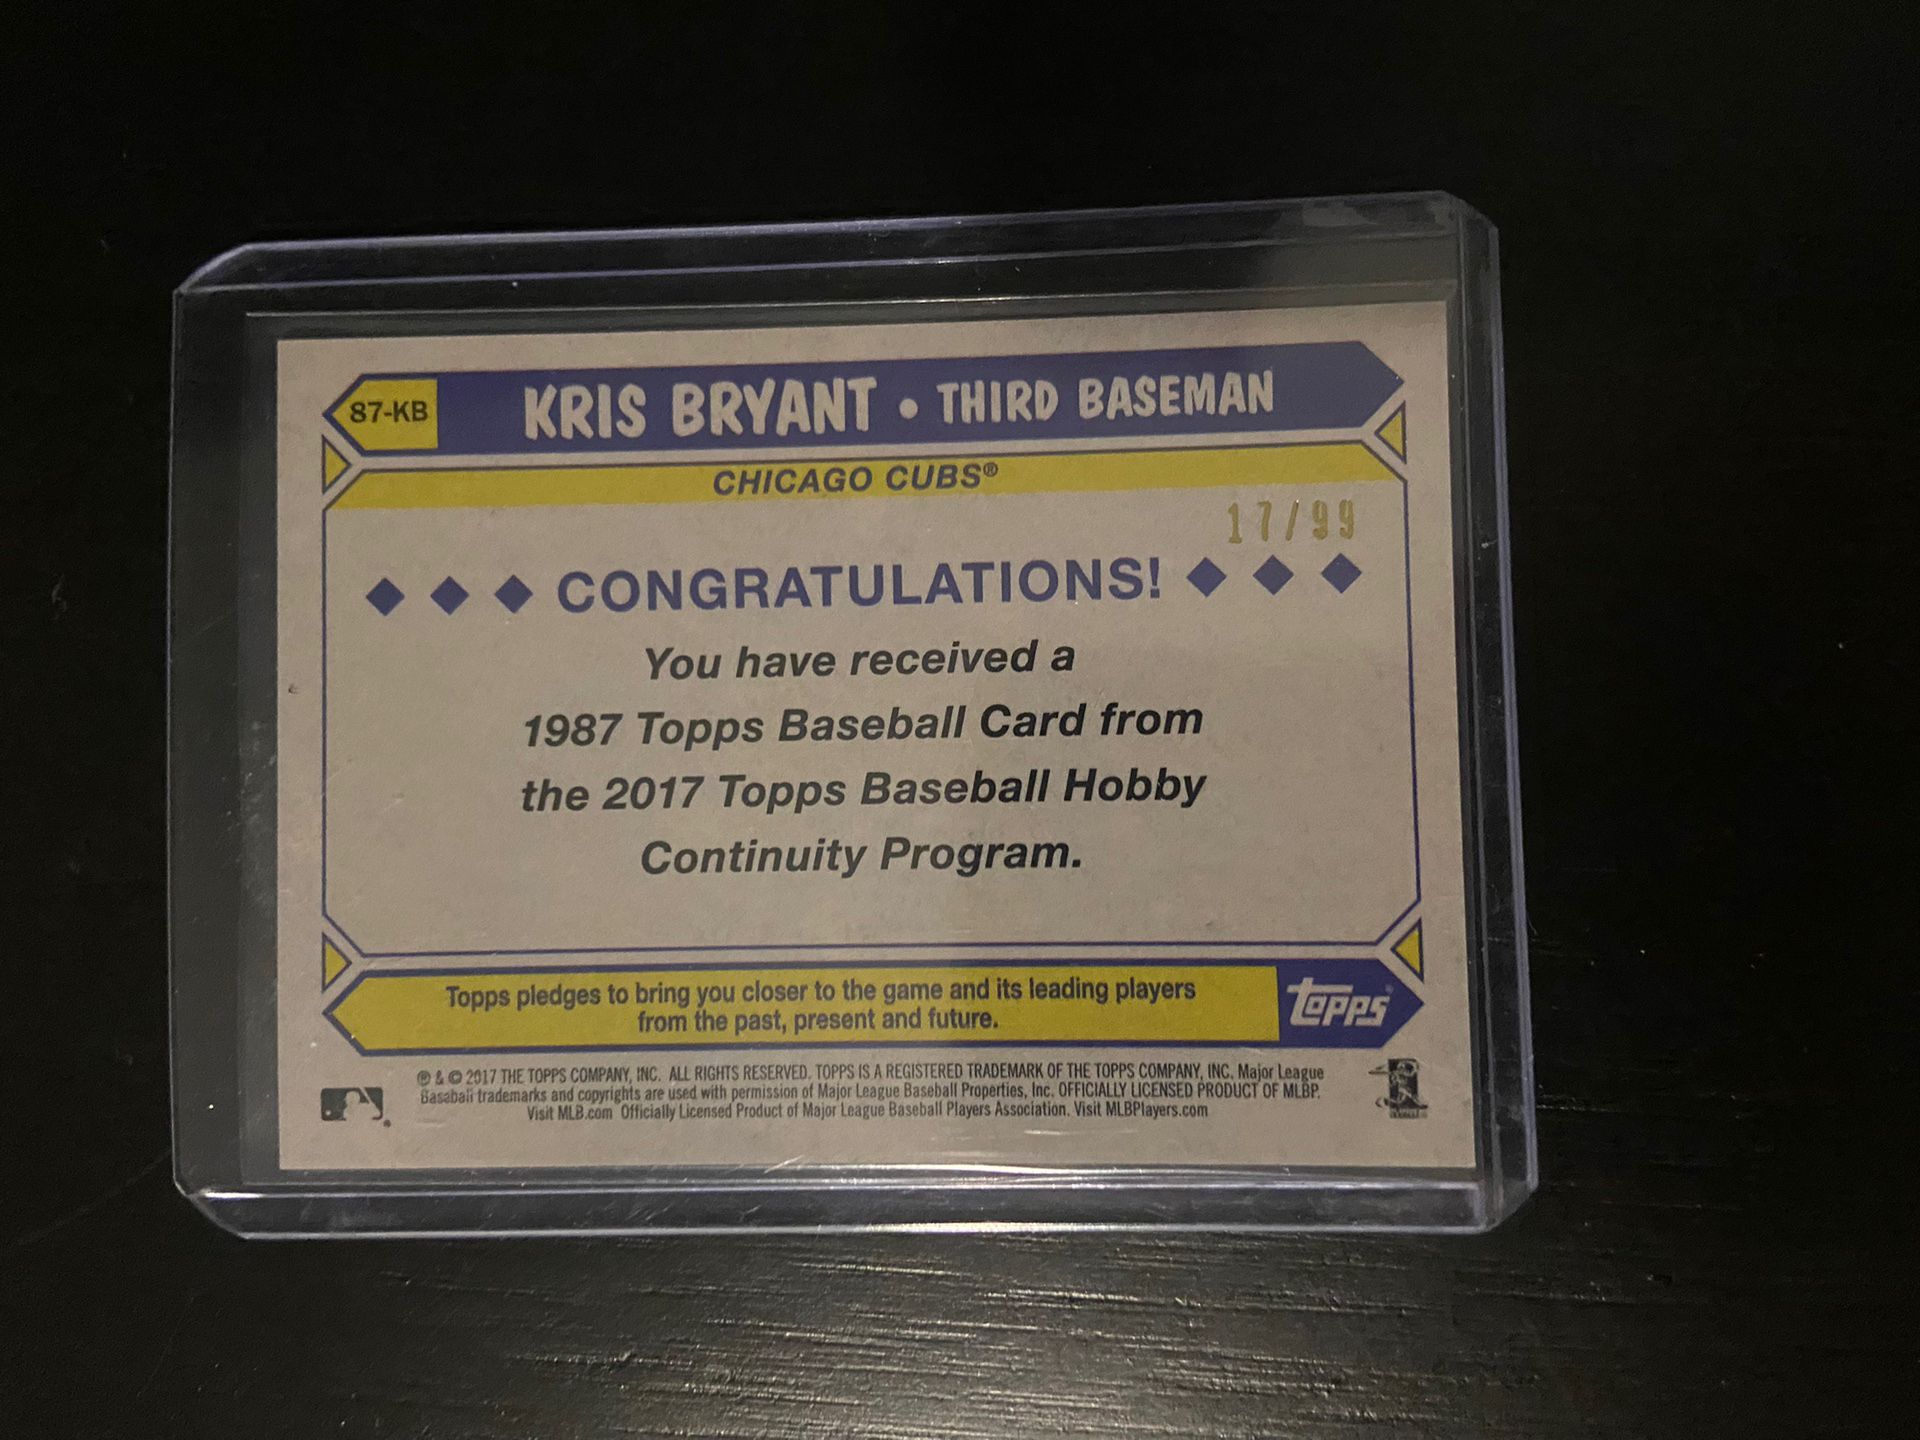 87-KB
KRIS BRYANT • THIRD BASEMAN
CHICAGO CUBS®
17/99
CONGRATULATIONS!
You have received a
1987 Topps Baseball Card from
the 2017 Topps Baseball Hobby
Continuity Program.
Topps pledges to bring you closer to the game and its leading players
from the past, present and future.
topps
® & © 2017 THE TOPPS COMPANY, INC. ALL RIGHTS RESERVED. TOPPS IS A REGISTERED TRADEMARK OF THE TOPPS COMPANY, INC. Major League
Baseball trademarks and copyrights are used with permission of Major League Baseball Properties, Inc. OFFICIALLY LICENSED PRODUCT OF MLBP.
Visit MLB.com Officially Licensed Product of Major League Baseball Players Association. Visit MLBPlayers.com